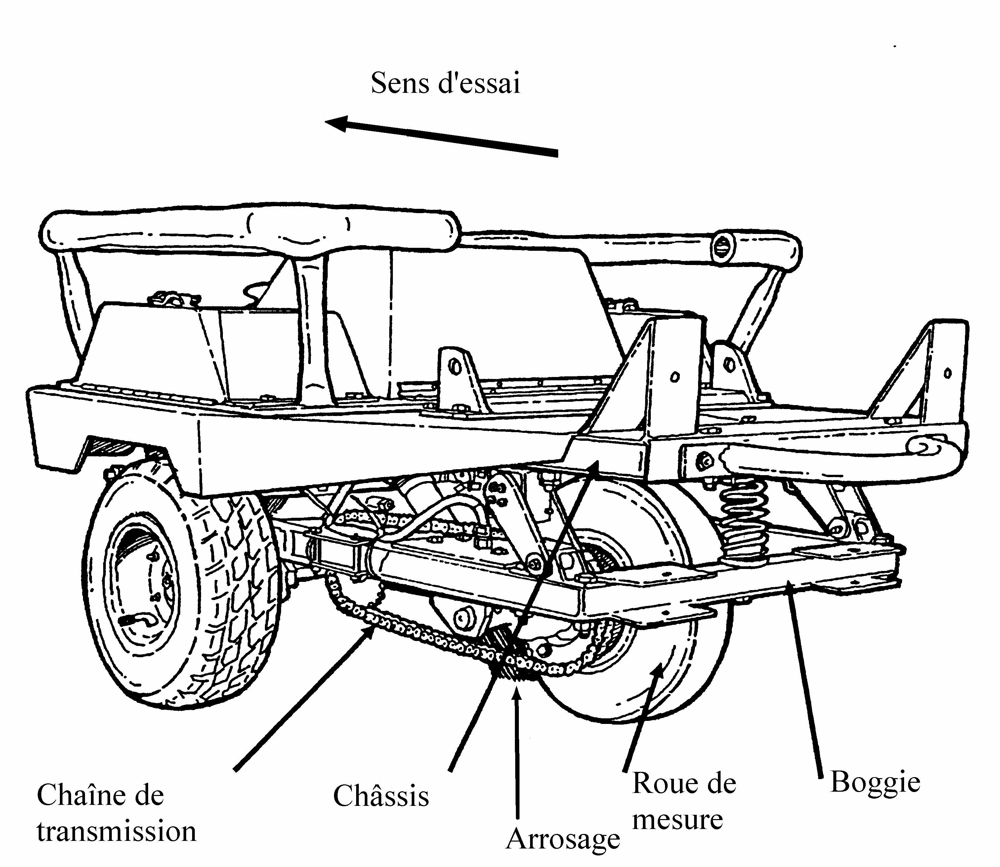 Sens d'essai
Chaîne de
transmission
Châssis
Arrosage
Roue de
mesure
Boggie